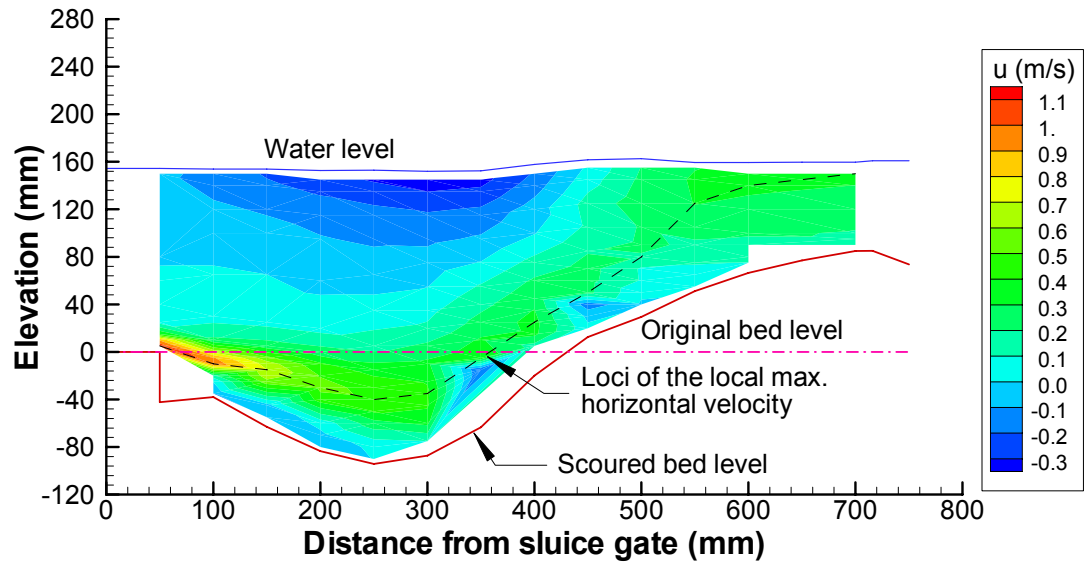 280
240
200
160
120
80
40
0
-40
-80
-120
Elevation (mm)
Water level
Original bed level
Loci of the local max.
horizontal velocity
Scoured bed level
0 100 200 300 400 500 600 700 800
Distance from sluice gate (mm)
u (m/s)
1.1
1.
0.9
0.8
0.7
0.6
0.5
0.4
0.3
0.2
0.1
0.0
-0.1
-0.2
-0.3